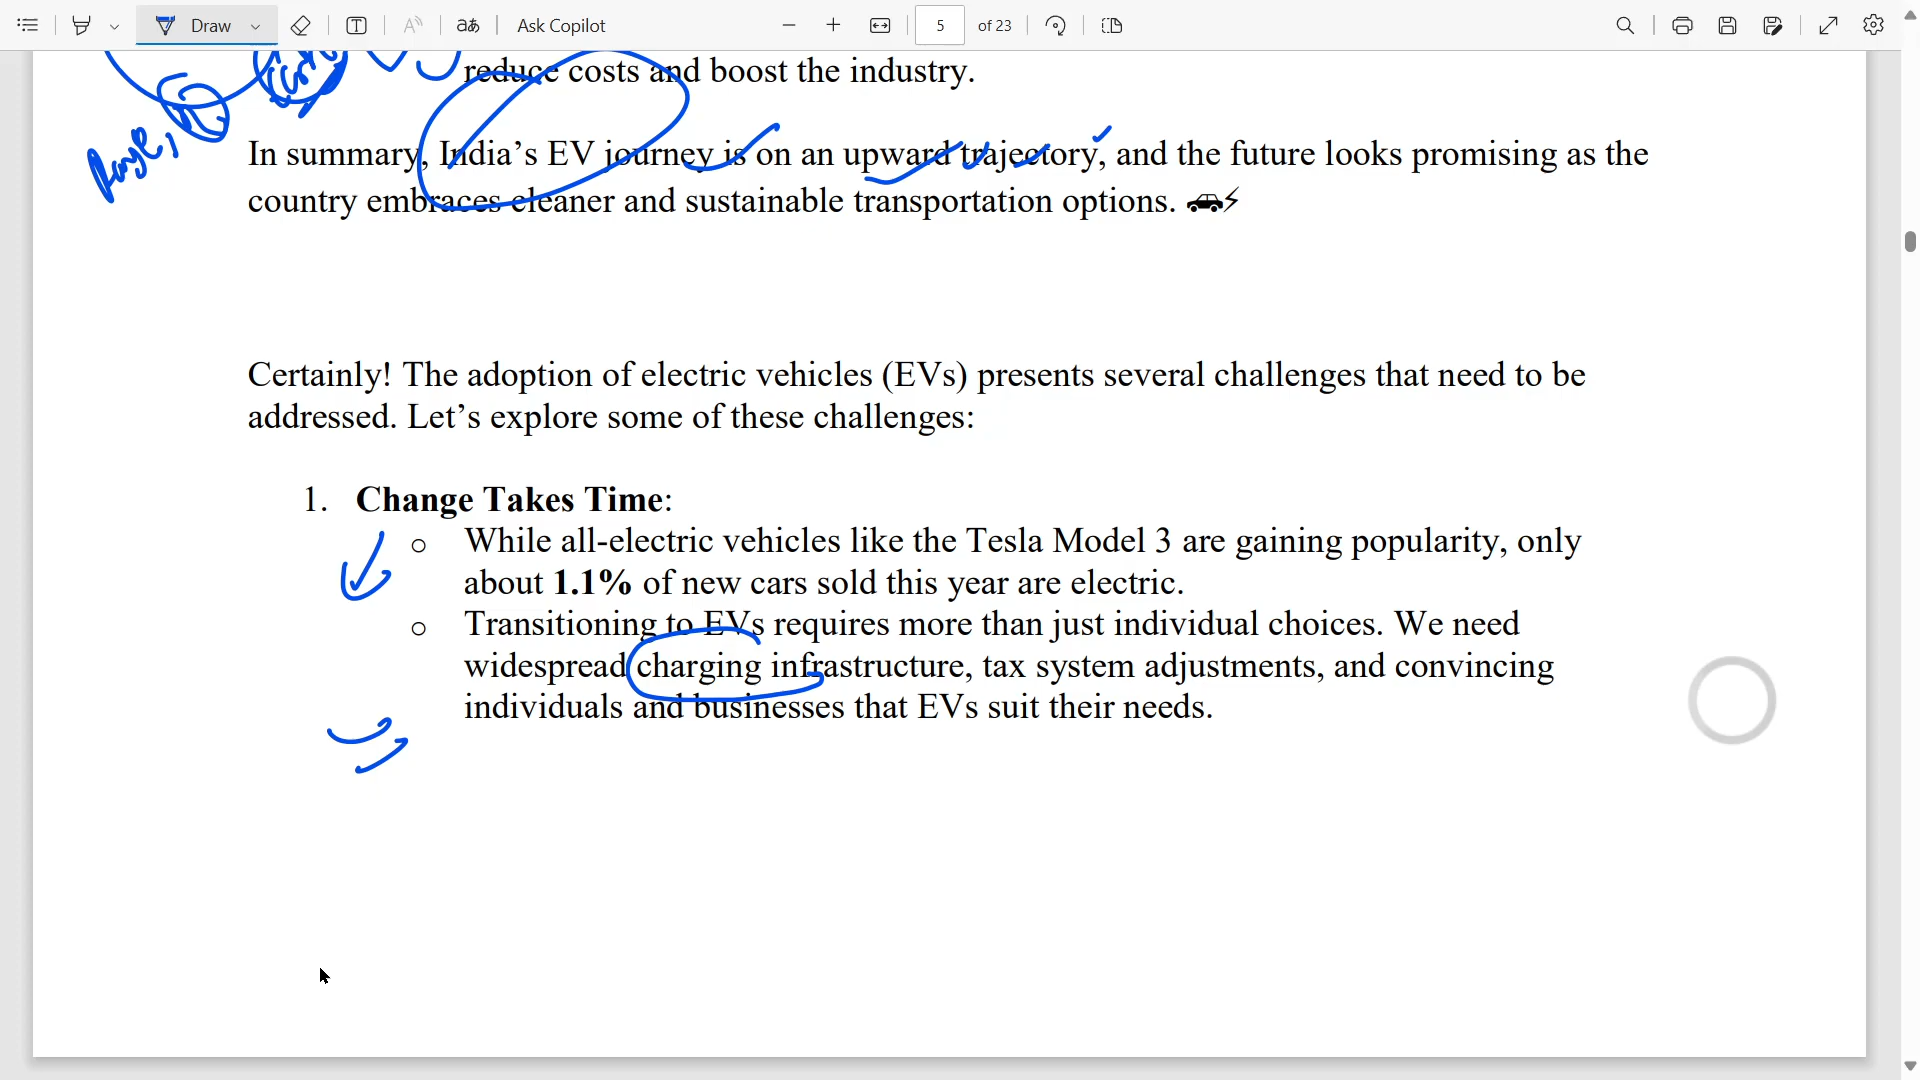 Draw
Ask Copilot
5 of 23
reduce costs and boost the industry.
Range,
In summary, India’s EV journey is on an upward trajectory, and the future looks promising as the
country embraces cleaner and sustainable transportation options. 🚗⚡
Certainly! The adoption of electric vehicles (EVs) presents several challenges that need to be
addressed. Let’s explore some of these challenges:
1. Change Takes Time:
o While all-electric vehicles like the Tesla Model 3 are gaining popularity, only
about 1.1% of new cars sold this year are electric.
o Transitioning to EVs requires more than just individual choices. We need
widespread charging infrastructure, tax system adjustments, and convincing
individuals and businesses that EVs suit their needs.